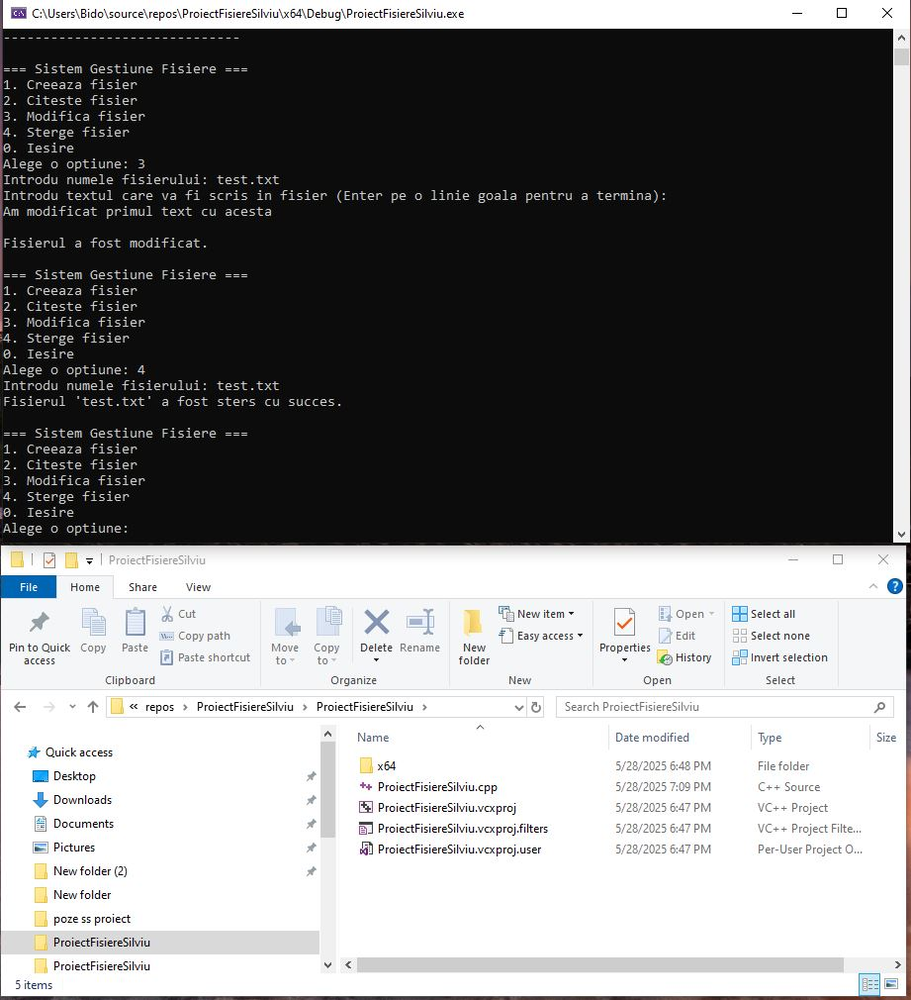 C:\Users\Bido\source\repos\ProiectFisiereSilviu\x64\Debug\ProiectFisiereSilviu.exe
------------------------------
=== Sistem Gestiune Fisiere ===
1. Creeaza fisier
2. Citeste fisier
3. Modifica fisier
4. Sterge fisier
0. Iesire
Alege o optiune: 3
Introdu numele fisierului: test.txt
Introdu textul care va fi scris in fisier (Enter pe o linie goala pentru a termina):
Am modificat primul text cu acesta
Fisierul a fost modificat.
=== Sistem Gestiune Fisiere ===
1. Creeaza fisier
2. Citeste fisier
3. Modifica fisier
4. Sterge fisier
0. Iesire
Alege o optiune: 4
Introdu numele fisierului: test.txt
Fisierul 'test.txt' a fost sters cu succes.
=== Sistem Gestiune Fisiere ===
1. Creeaza fisier
2. Citeste fisier
3. Modifica fisier
4. Sterge fisier
0. Iesire
Alege o optiune:
ProiectFisiereSilviu
File Home Share View
Pin to Quick access
Copy
Paste
Cut
Copy path
Paste shortcut
Clipboard
Move to
Copy to
Delete
Rename
Organize
New folder
New item
Easy access
New
Properties
Open
Edit
History
Open
Select all
Select none
Invert selection
Select
« repos > ProiectFisiereSilviu > ProiectFisiereSilviu >
Search ProiectFisiereSilviu
Quick access
Desktop
Downloads
Documents
Pictures
New folder (2)
New folder
poze ss proiect
ProiectFisiereSilviu
ProiectFisiereSilviu
Name Date modified Type Size
x64 5/28/2025 6:48 PM File folder
ProiectFisiereSilviu.cpp 5/28/2025 7:09 PM C++ Source
ProiectFisiereSilviu.vcxproj 5/28/2025 6:47 PM VC++ Project
ProiectFisiereSilviu.vcxproj.filters 5/28/2025 6:47 PM VC++ Project Filte...
ProiectFisiereSilviu.vcxproj.user 5/28/2025 6:47 PM Per-User Project O...
5 items